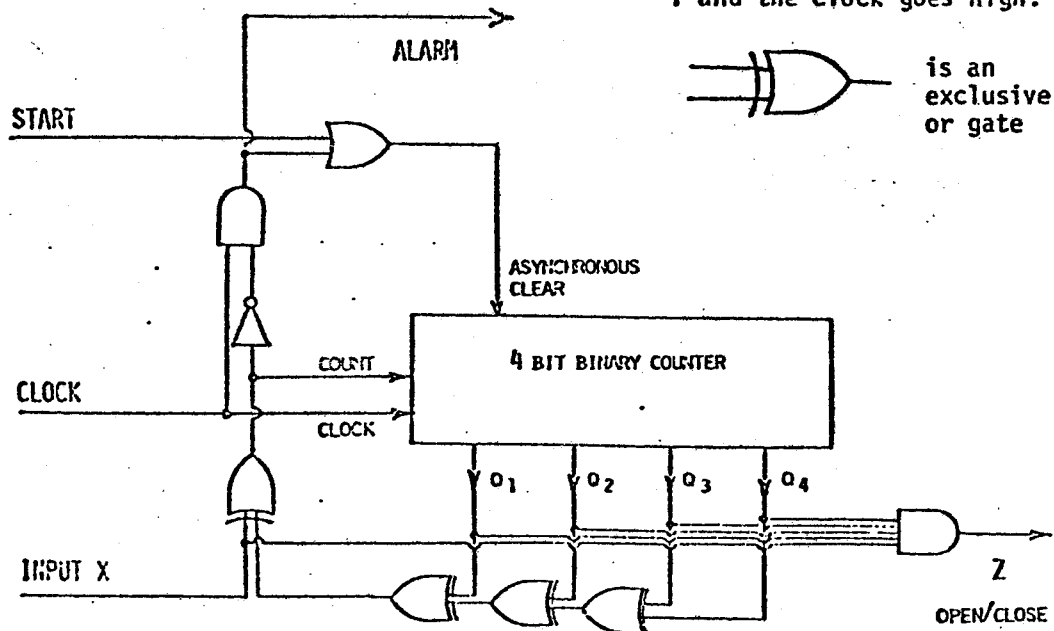 1 and the clock goes high.
ALARM
is an
exclusive
or gate
START
ASYNCHRONOUS
CLEAR
COUNT
4 BIT BINARY COUNTER
CLOCK
CLOCK
Q1
Q2
Q3
Q4
INPUT X
Z
OPEN/CLOSE